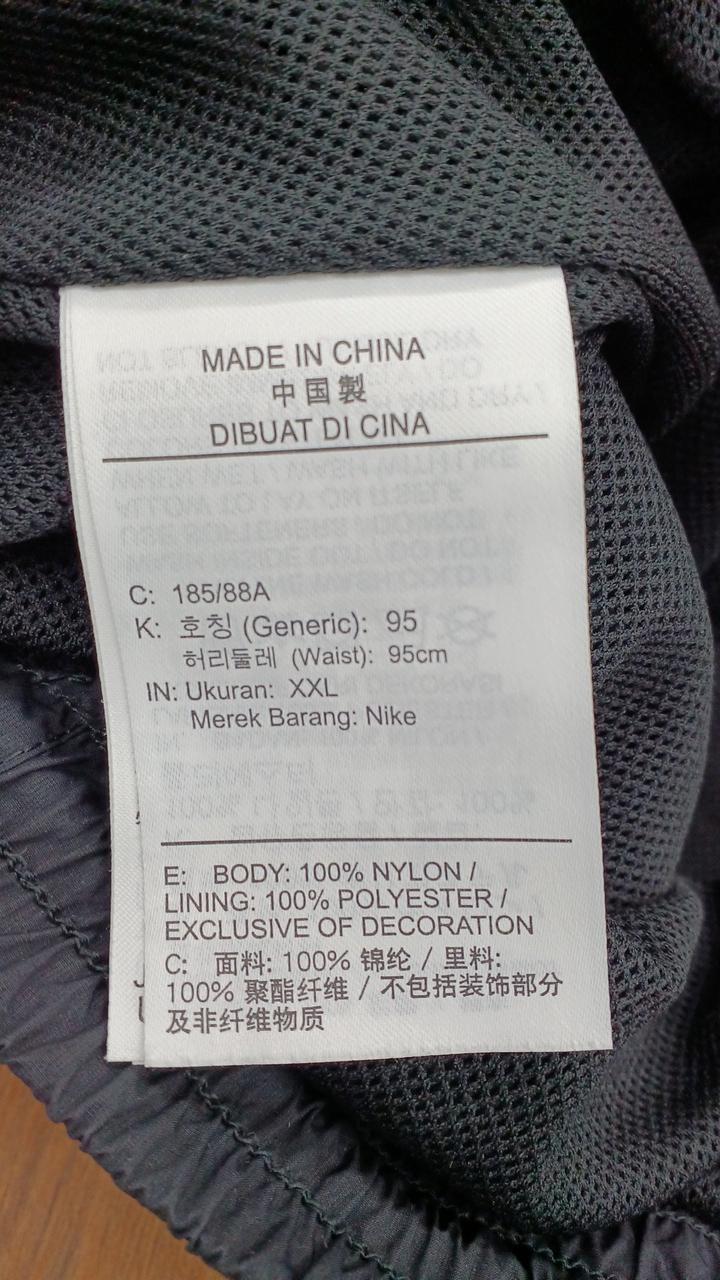 MADE IN CHINA
中国製
DIBUAT DI CINA
C: 185/88A
K: 호칭 (Generic): 95
허리둘레 (Waist): 95cm
IN: Ukuran: XXL
Merek Barang: Nike
E: BODY: 100% NYLON /
LINING: 100% POLYESTER /
EXCLUSIVE OF DECORATION
C: 面料: 100% 锦纶 / 里料:
100% 聚酯纤维 / 不包括装饰部分
及非纤维物质